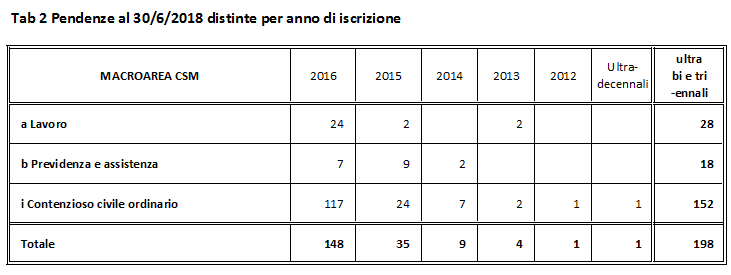 Tab 2 Pendenze al 30/6/2018 distinte per anno di iscrizione
MACROAREA CSM 2016 2015 2014 2013 2012 Ultra-decennali ultra bi e tri -ennali
a Lavoro 24 2 2 28
b Previdenza e assistenza 7 9 2 18
i Contenzioso civile ordinario 117 24 7 2 1 1 152
Totale 148 35 9 4 1 1 198